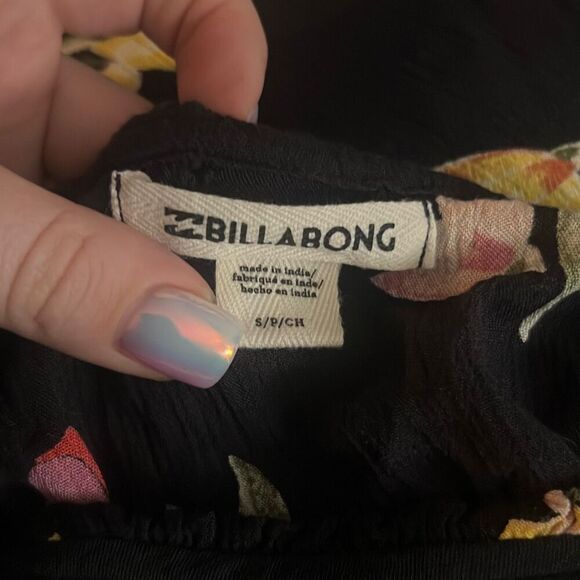 BILLABONG
made in india/
fabriqué en inde/
hecho en india
S/P/CH